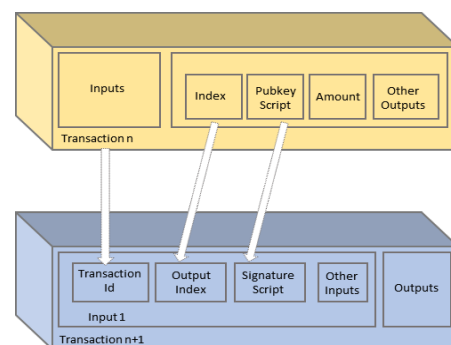 Inputs
Index
Pubkey
Script
Amount
Other
Outputs
Transaction n
Transaction
Id
Output
Index
Signature
Script
Other
Inputs
Outputs
Input 1
Transaction n+1